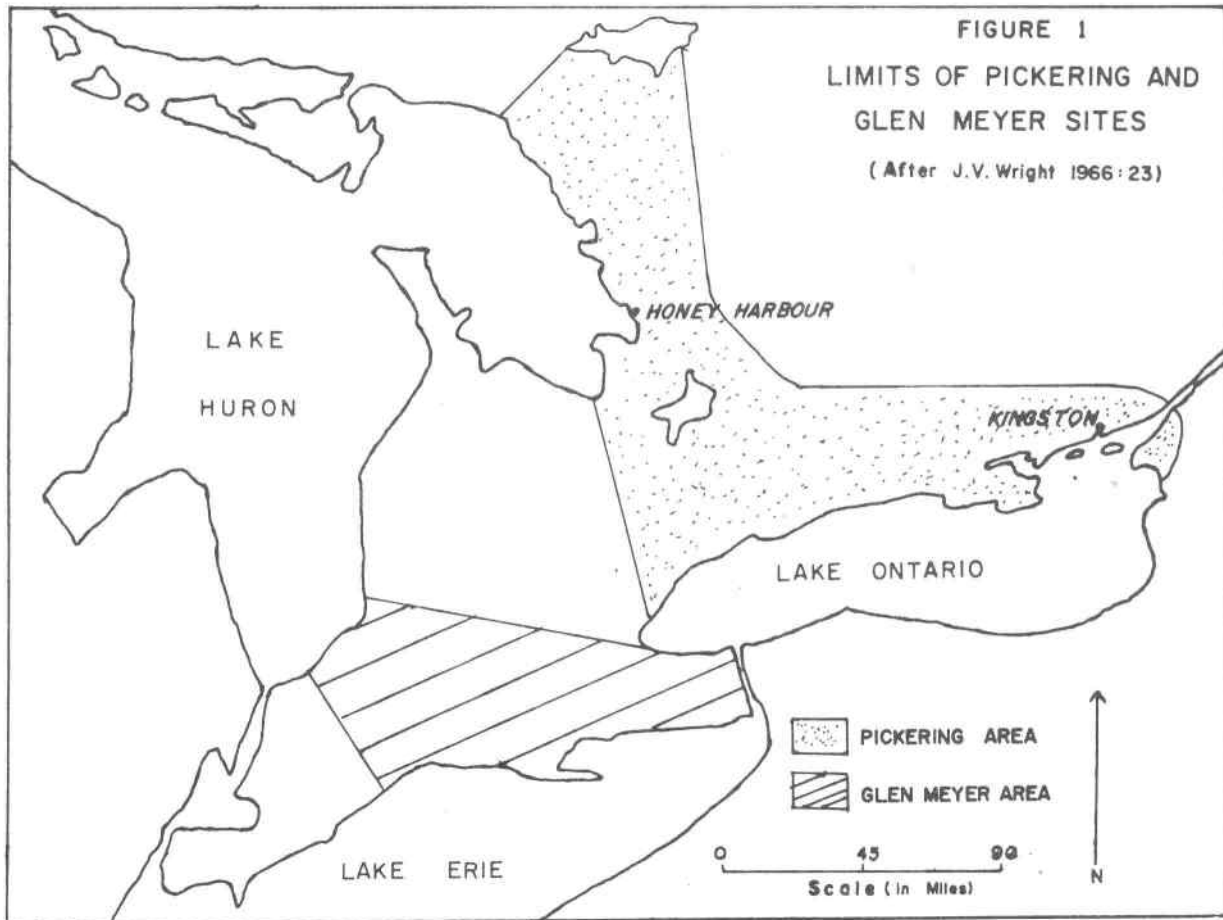 FIGURE 1
LIMITS OF PICKERING AND
GLEN MEYER SITES
(After J.V. Wright 1966:23)
HONEY HARBOUR
LAKE
HURON
KINGSTON
LAKE ONTARIO
PICKERING AREA
GLEN MEYER AREA
LAKE ERIE
0 45 90
Scale (in Miles)
N